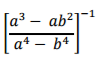 [(a³ − ab²)/(a⁴ − b⁴)]⁻¹